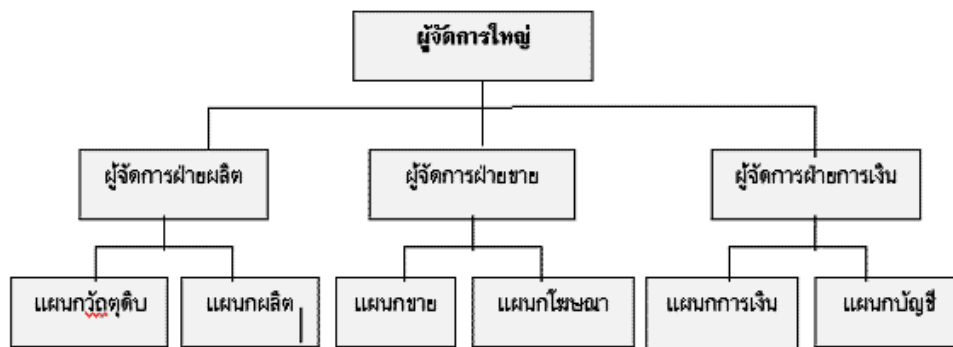 ผู้จัดการใหญ่
ผู้จัดการฝ่ายผลิต
ผู้จัดการฝ่ายขาย
ผู้จัดการฝ่ายการเงิน
แผนกวัถตุดิบ
แผนกผลิต
แผนกขาย
แผนกโฆษณา
แผนกการเงิน
แผนกบัญชี